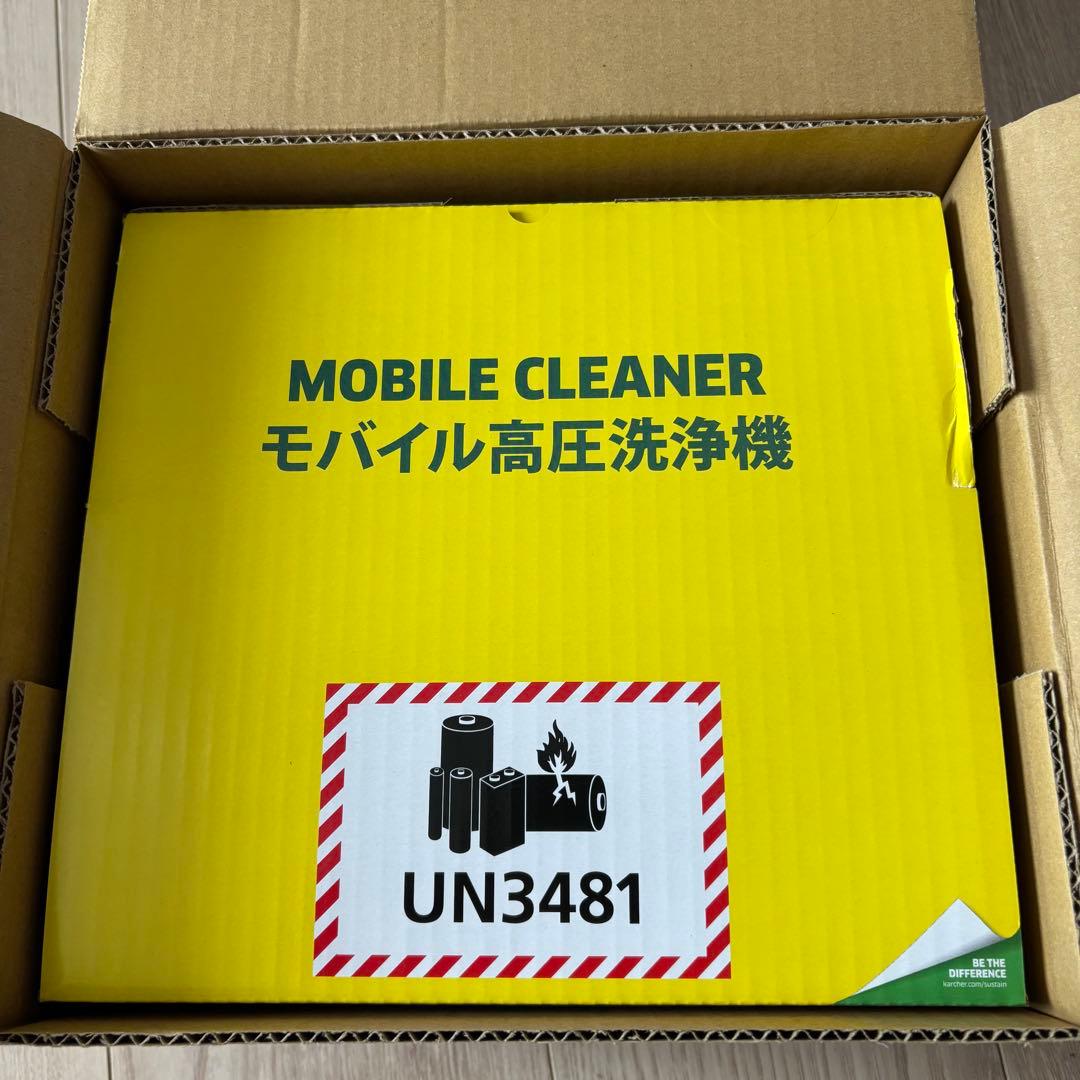 MOBILE CLEANER
モバイル高圧洗浄機
UN3481
BE THE
DIFFERENCE
karcher.com/sustain